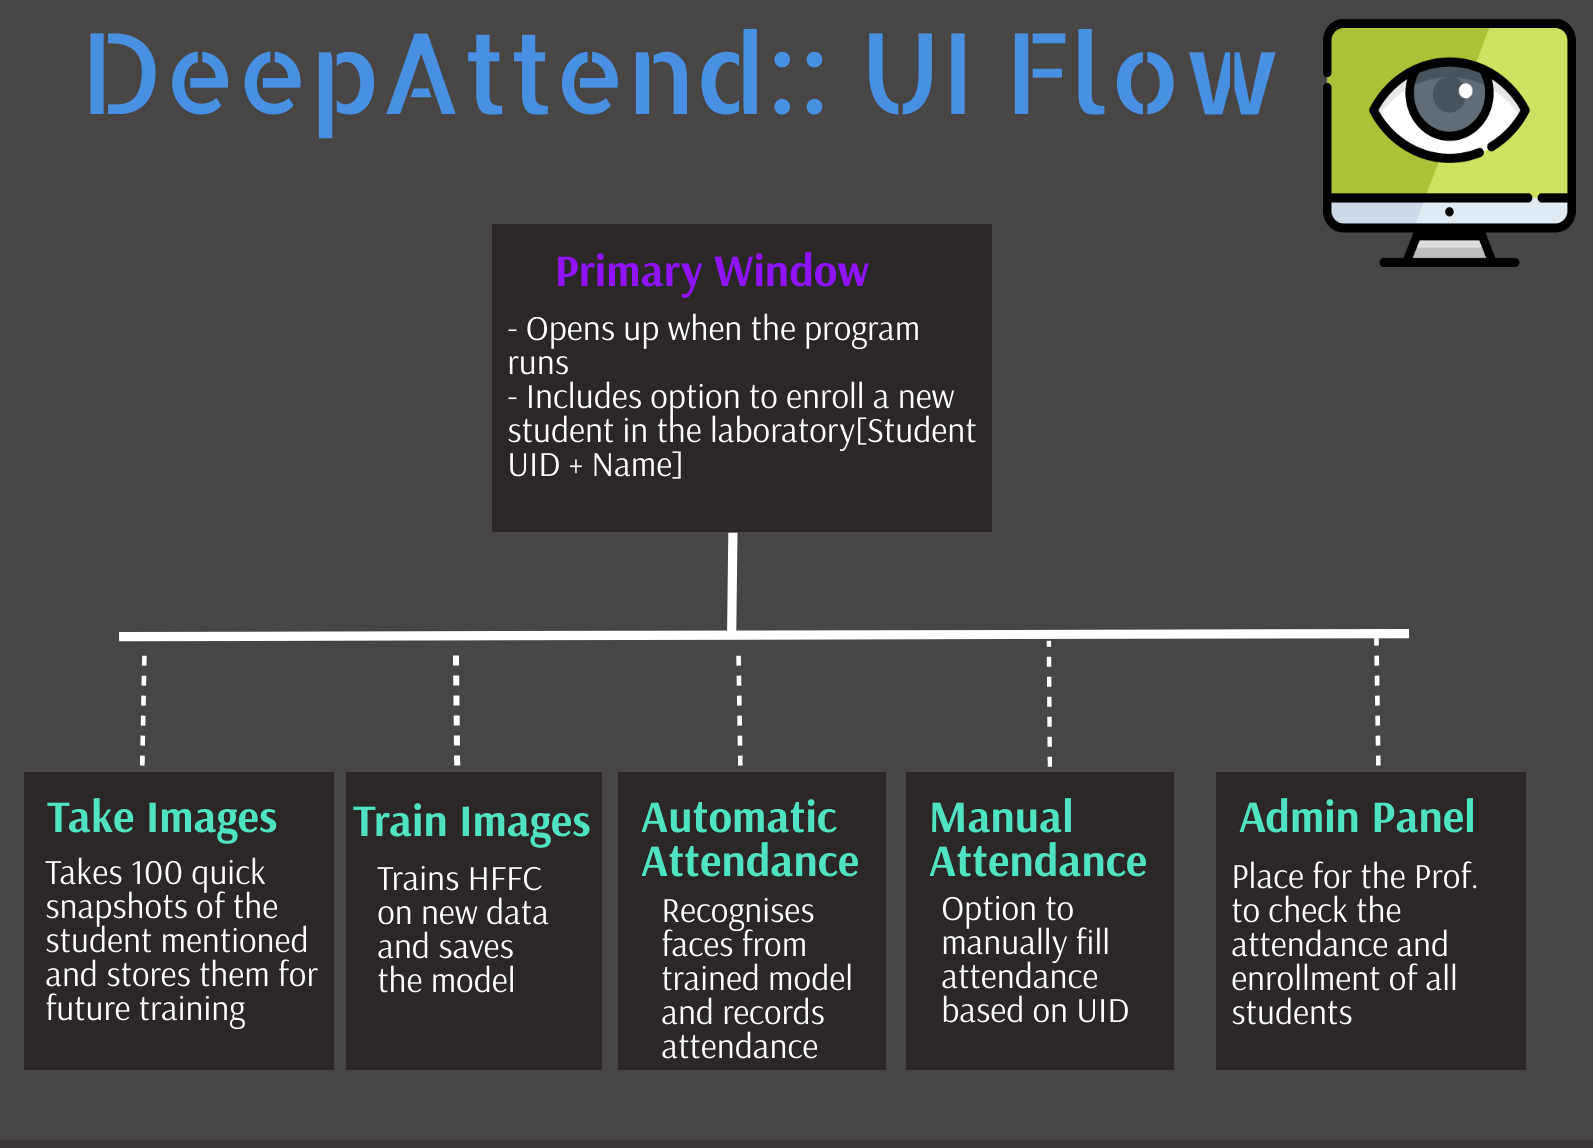 DeepAttend:: UI Flow
Primary Window
- Opens up when the program
runs
- Includes option to enroll a new
student in the laboratory[Student
UID + Name]
Take Images
Takes 100 quick
snapshots of the
student mentioned
and stores them for
future training
Train Images
Trains HFFC
on new data
and saves
the model
Automatic
Attendance
Recognises
faces from
trained model
and records
attendance
Manual
Attendance
Option to
manually fill
attendance
based on UID
Admin Panel
Place for the Prof.
to check the
attendance and
enrollment of all
students